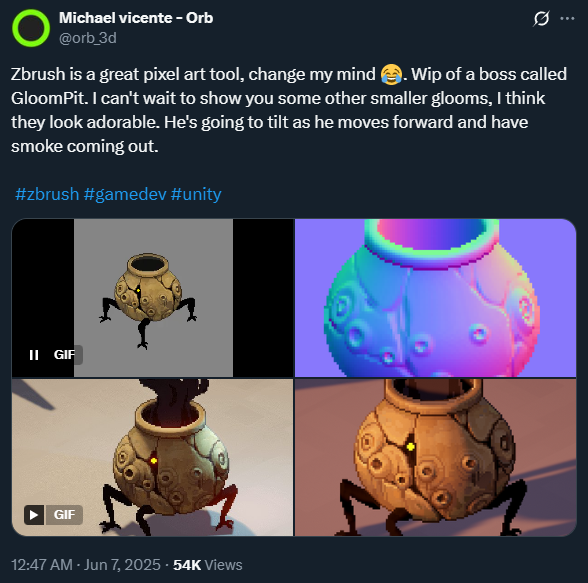 Michael vicente - Orb
@orb_3d
Zbrush is a great pixel art tool, change my mind 😂. Wip of a boss called
GloomPit. I can't wait to show you some other smaller glooms, I think
they look adorable. He's going to tilt as he moves forward and have
smoke coming out.
#zbrush #gamedev #unity
GIF
GIF
12:47 AM · Jun 7, 2025 · 54K Views